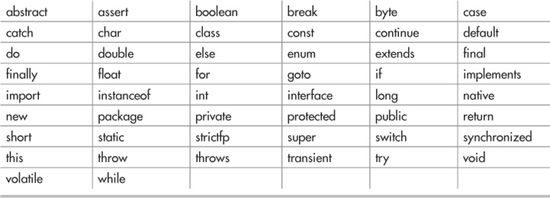 abstract assert boolean break byte case
catch char class const continue default
do double else enum extends final
finally float for goto if implements
import instanceof int interface long native
new package private protected public return
short static strictfp super switch synchronized
this throw throws transient try void
volatile while